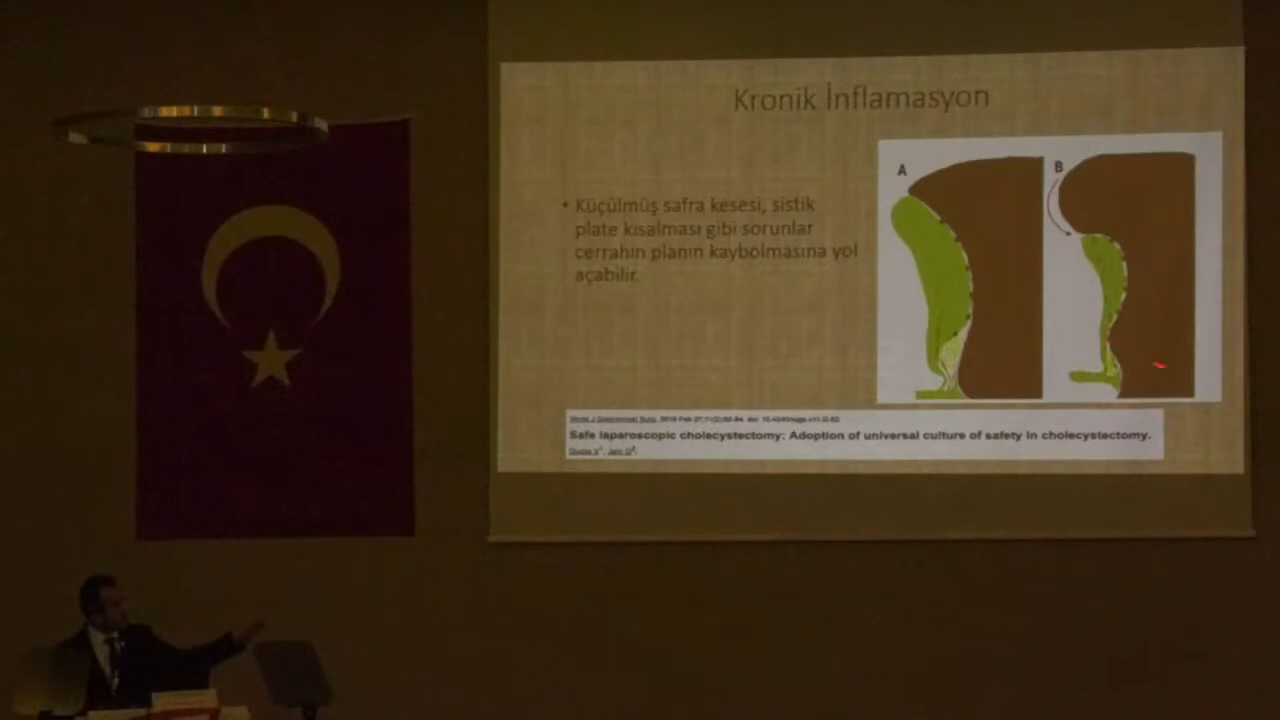 Kronik İnflamasyon
• Küçülmüş safra kesesi, sistik
plate kısalması gibi sorunlar
cerrahın planın kaybolmasına yol
açabilir.
A
B
Safe laparoscopic cholecystectomy: Adoption of universal culture of safety in cholecystectomy.